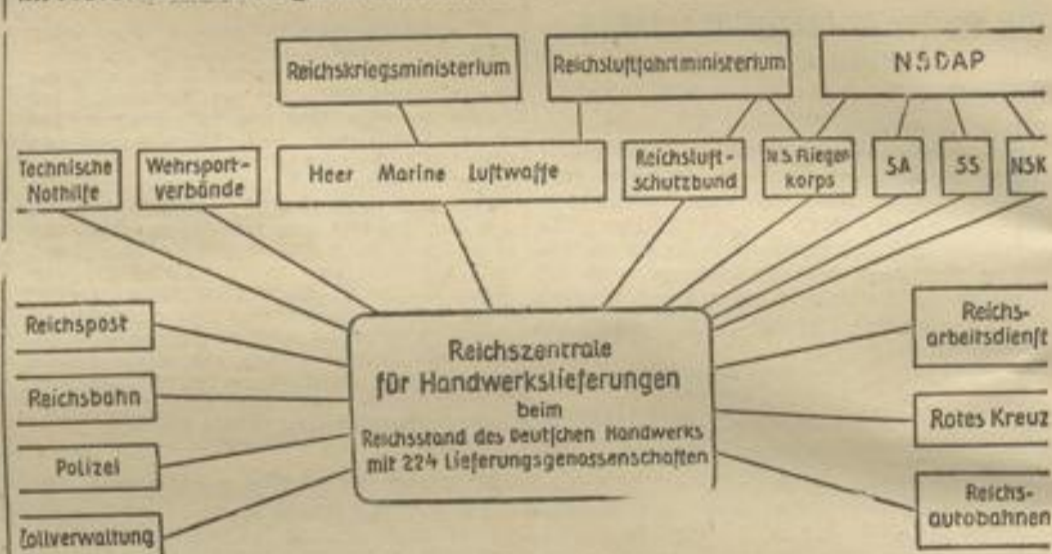 Reichskriegsministerium
Reichsluftfahrtministerium
NSDAP
Technische
Nothilfe
Wehrsport-
verbände
Heer Marine Luftwaffe
Reichsluft-
schutzbund
N.S. Flieger
korps
SA
SS
NSK
Reichspost
Reichsbahn
Polizei
Zollverwaltung
Reichszentrale
für Handwerkslieferungen
beim
Reichsstand des Deutschen Handwerks
mit 224 Lieferungsgenossenschaften
Reichs-
arbeitsdienst
Rotes Kreuz
Reichs-
autobahnen